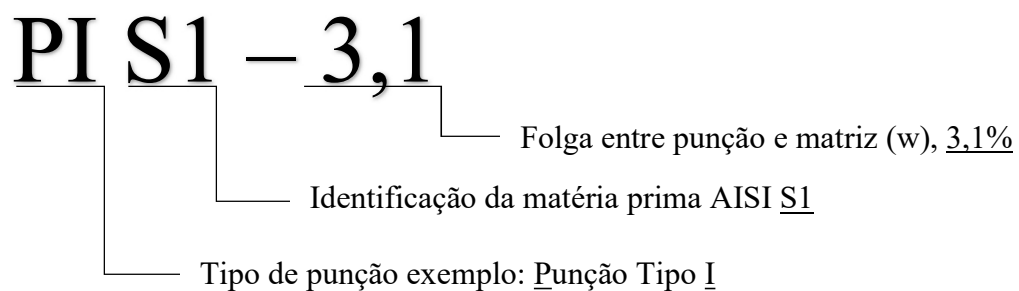 PI S1 – 3,1
Folga entre punção e matriz (w), 3,1%
Identificação da matéria prima AISI S1
Tipo de punção exemplo: Punção Tipo I